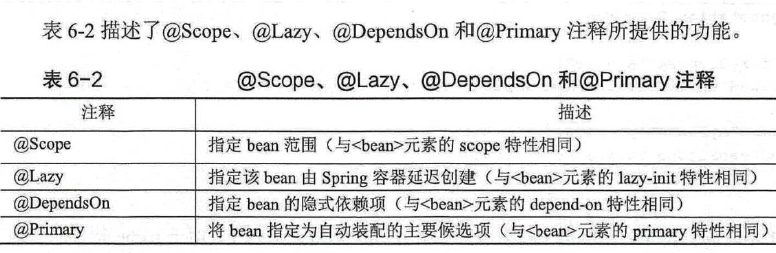 表 6-2 描述了@Scope、@Lazy、@DependsOn 和@Primary 注释所提供的功能。
表 6-2 @Scope、@Lazy、@DependsOn 和@Primary 注释
注释 描述
@Scope 指定 bean 范围（与<bean>元素的 scope 特性相同）
@Lazy 指定该 bean 由 Spring 容器延迟创建（与<bean>元素的 lazy-init 特性相同）
@DependsOn 指定 bean 的隐式依赖项（与<bean>元素的 depend-on 特性相同）
@Primary 将 bean 指定为自动装配的主要候选项（与<bean>元素的 primary 特性相同）